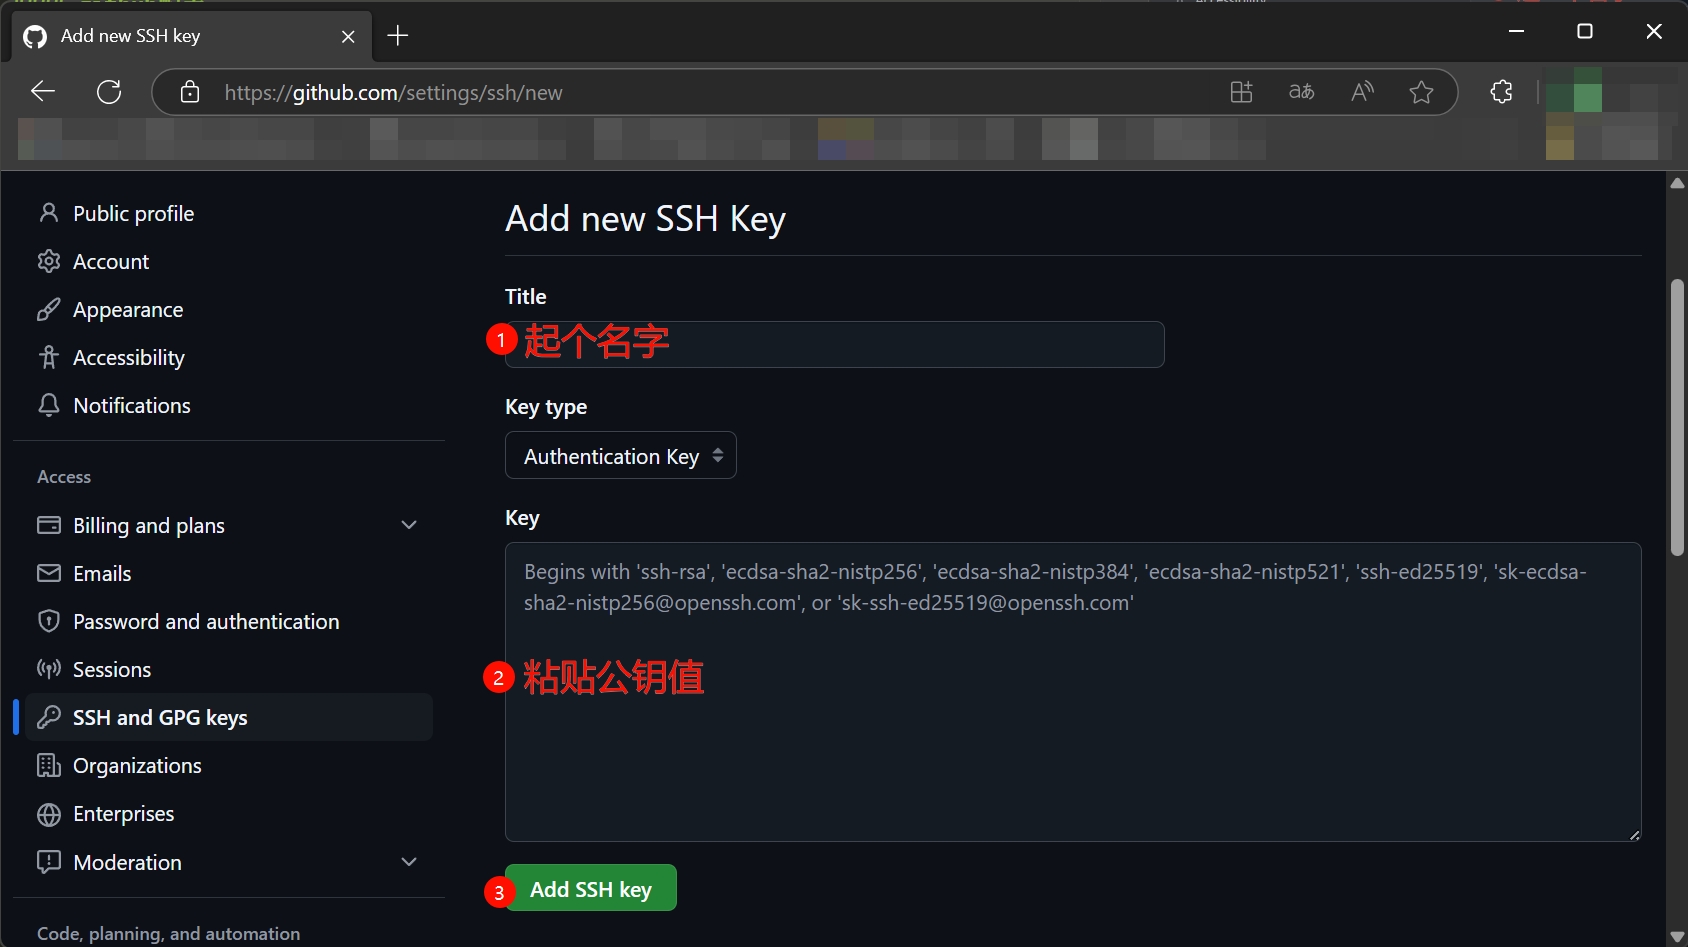 Add new SSH key
https://github.com/settings/ssh/new
Public profile
Account
Appearance
Accessibility
Notifications
Access
Billing and plans
Emails
Password and authentication
Sessions
SSH and GPG keys
Organizations
Enterprises
Moderation
Code, planning, and automation
Add new SSH Key
Title
1 起个名字
Key type
Authentication Key
Key
Begins with 'ssh-rsa', 'ecdsa-sha2-nistp256', 'ecdsa-sha2-nistp384', 'ecdsa-sha2-nistp521', 'ssh-ed25519', 'sk-ecdsa-
sha2-nistp256@openssh.com', or 'sk-ssh-ed25519@openssh.com'
2 粘贴公钥值
3 Add SSH key